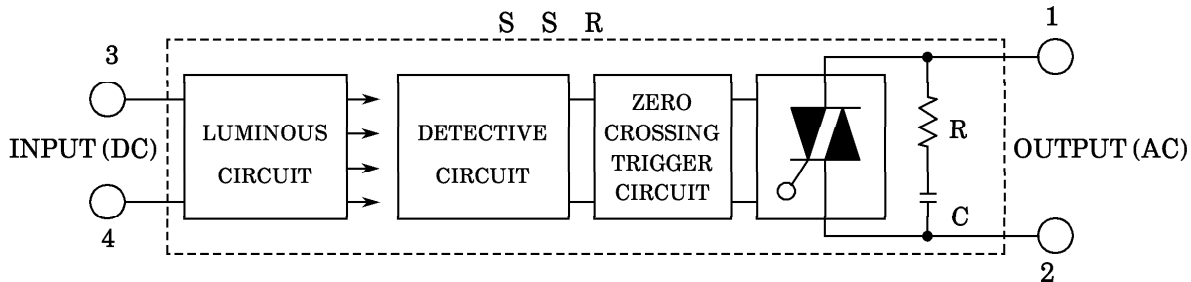 S S R
1
3
INPUT (DC)
4
LUMINOUS
CIRCUIT
DETECTIVE
CIRCUIT
ZERO
CROSSING
TRIGGER
CIRCUIT
R
C
OUTPUT (AC)
2